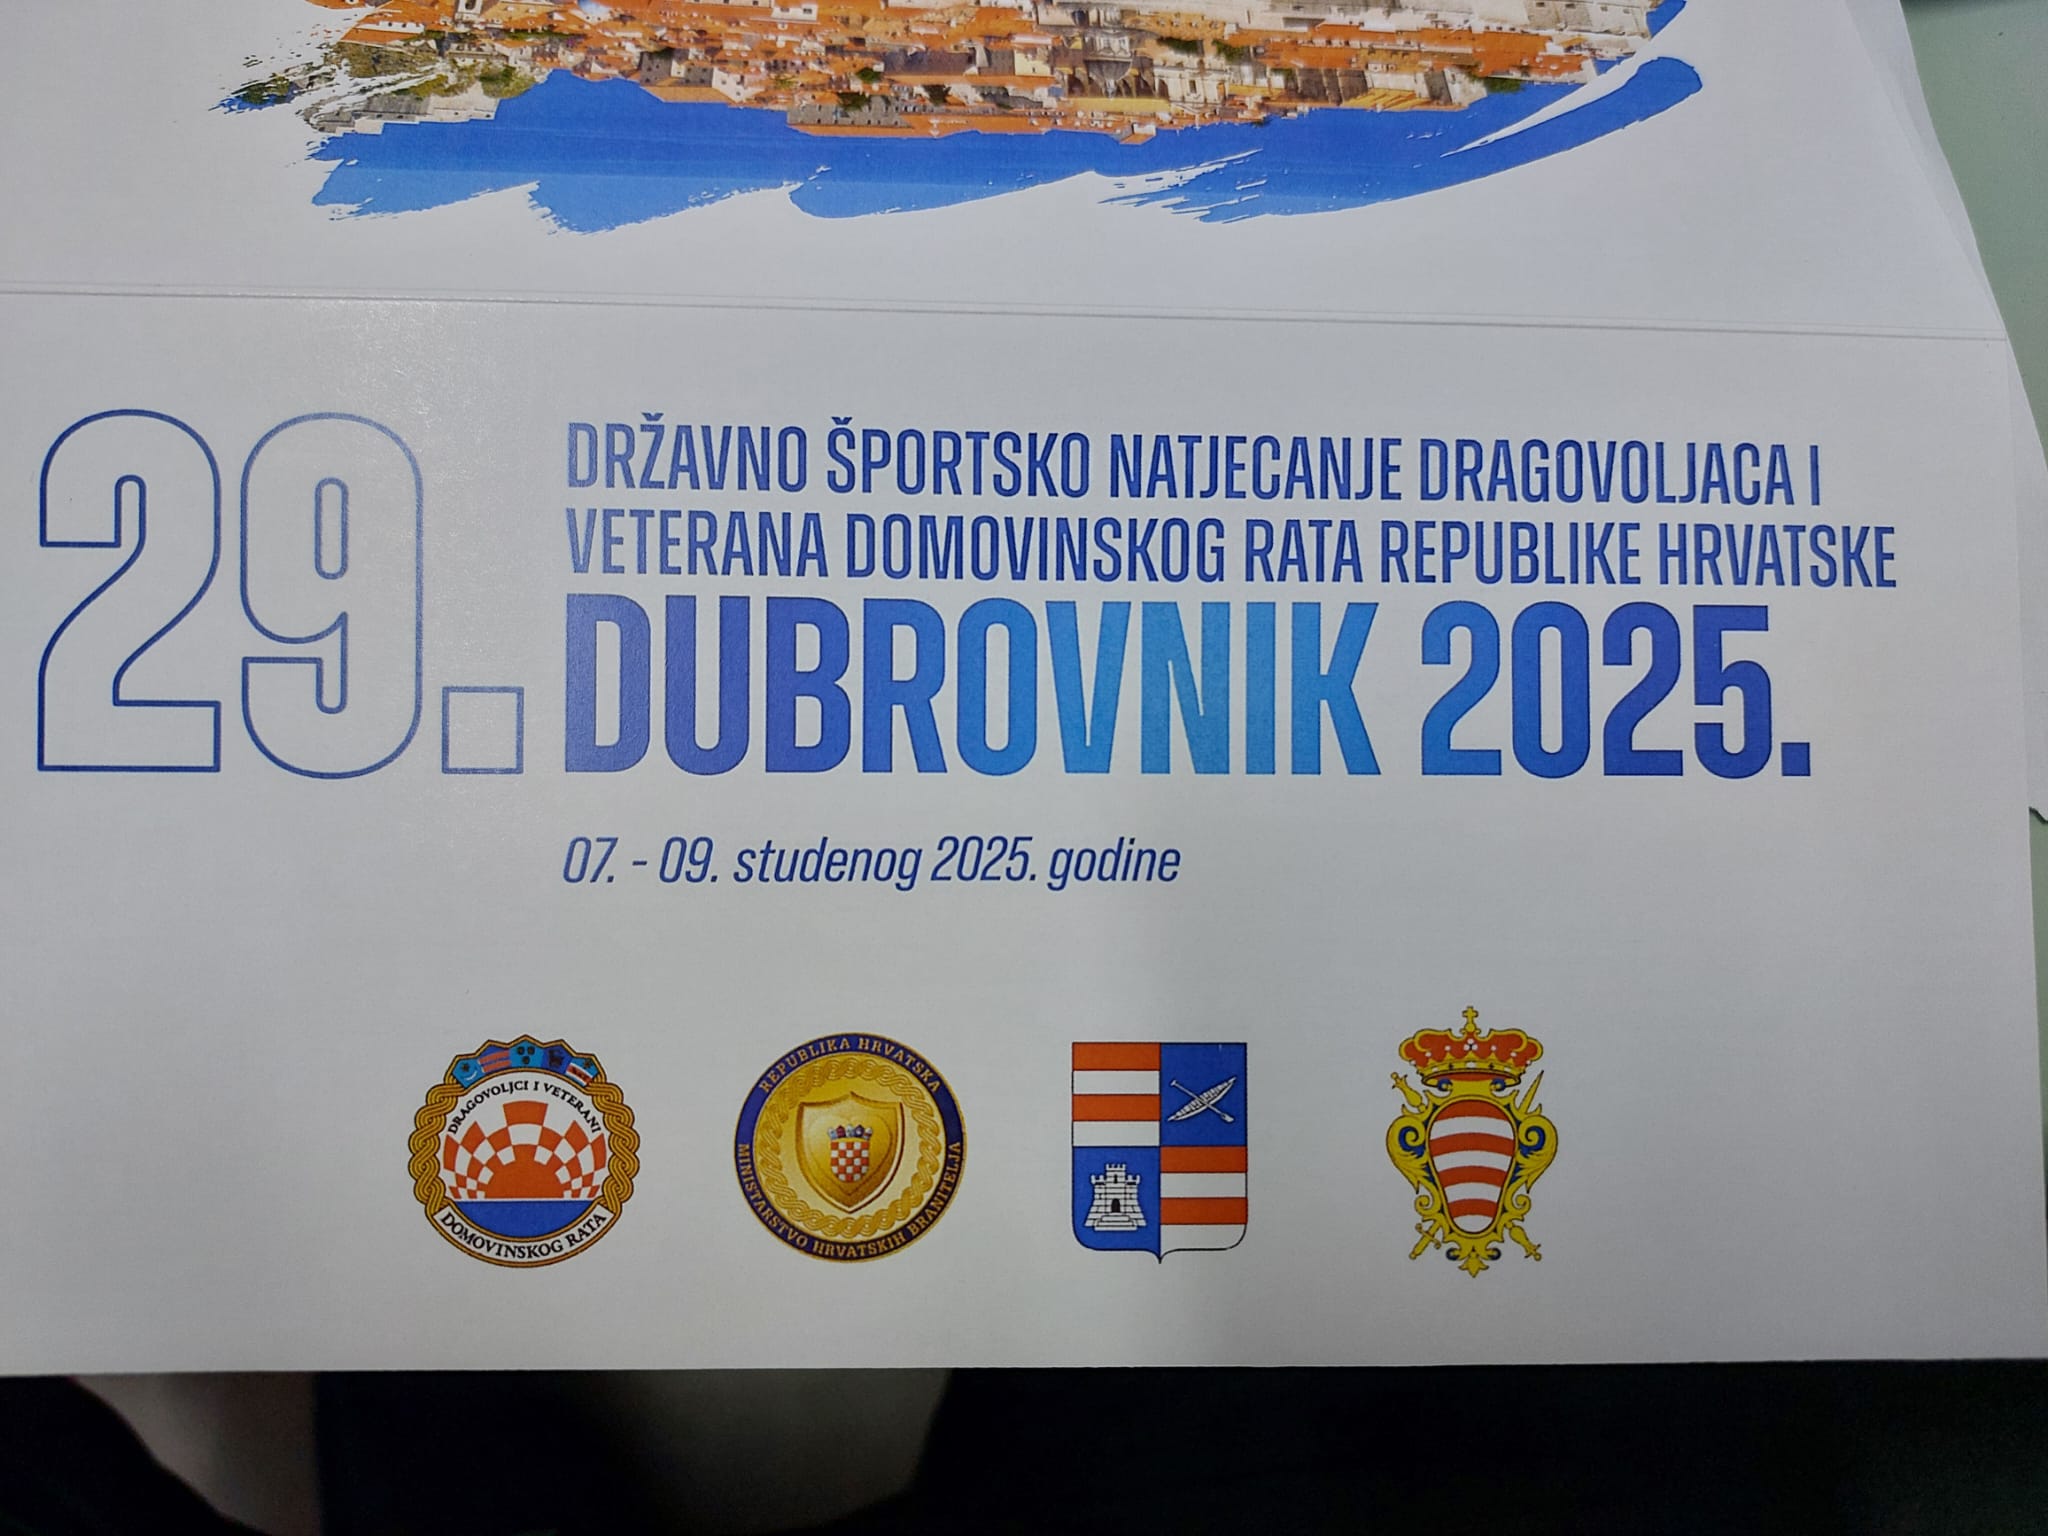 29.
DRŽAVNO ŠPORTSKO NATJECANJE DRAGOVOLJACA I
VETERANA DOMOVINSKOG RATA REPUBLIKE HRVATSKE
DUBROVNIK 2025.
07. - 09. studenog 2025. godine
DRAGOVOLJCI I VETERANI
DOMOVINSKOG RATA
REPUBLIKA HRVATSKA
MINISTARSTVO HRVATSKIH BRANITELJA